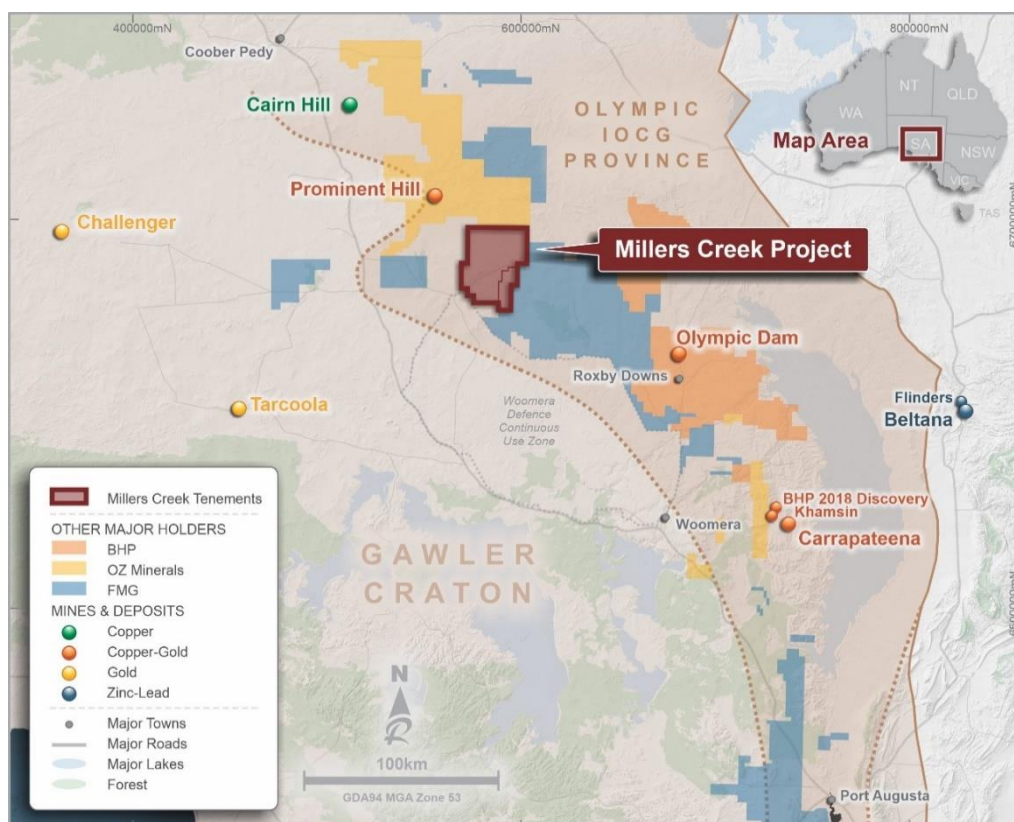 400000mN
600000mN
800000mN
Coober Pedy
Cairn Hill
OLYMPIC
IOCG
PROVINCE
Map Area
WA
NT
QLD
SA
NSW
VIC
TAS
Prominent Hill
Challenger
Millers Creek Project
Olympic Dam
Roxby Downs
Tarcoola
Woomera
Defence
Continuous
Use Zone
Flinders
Beltana
BHP 2018 Discovery
Khamsin
Carrapateena
Woomera
GAWLER
CRATON
Millers Creek Tenements
OTHER MAJOR HOLDERS
BHP
OZ Minerals
FMG
MINES & DEPOSITS
Copper
Copper-Gold
Gold
Zinc-Lead
Major Towns
Major Roads
Major Lakes
Forest
N
100km
GDA94 MGA Zone 53
Port Augusta